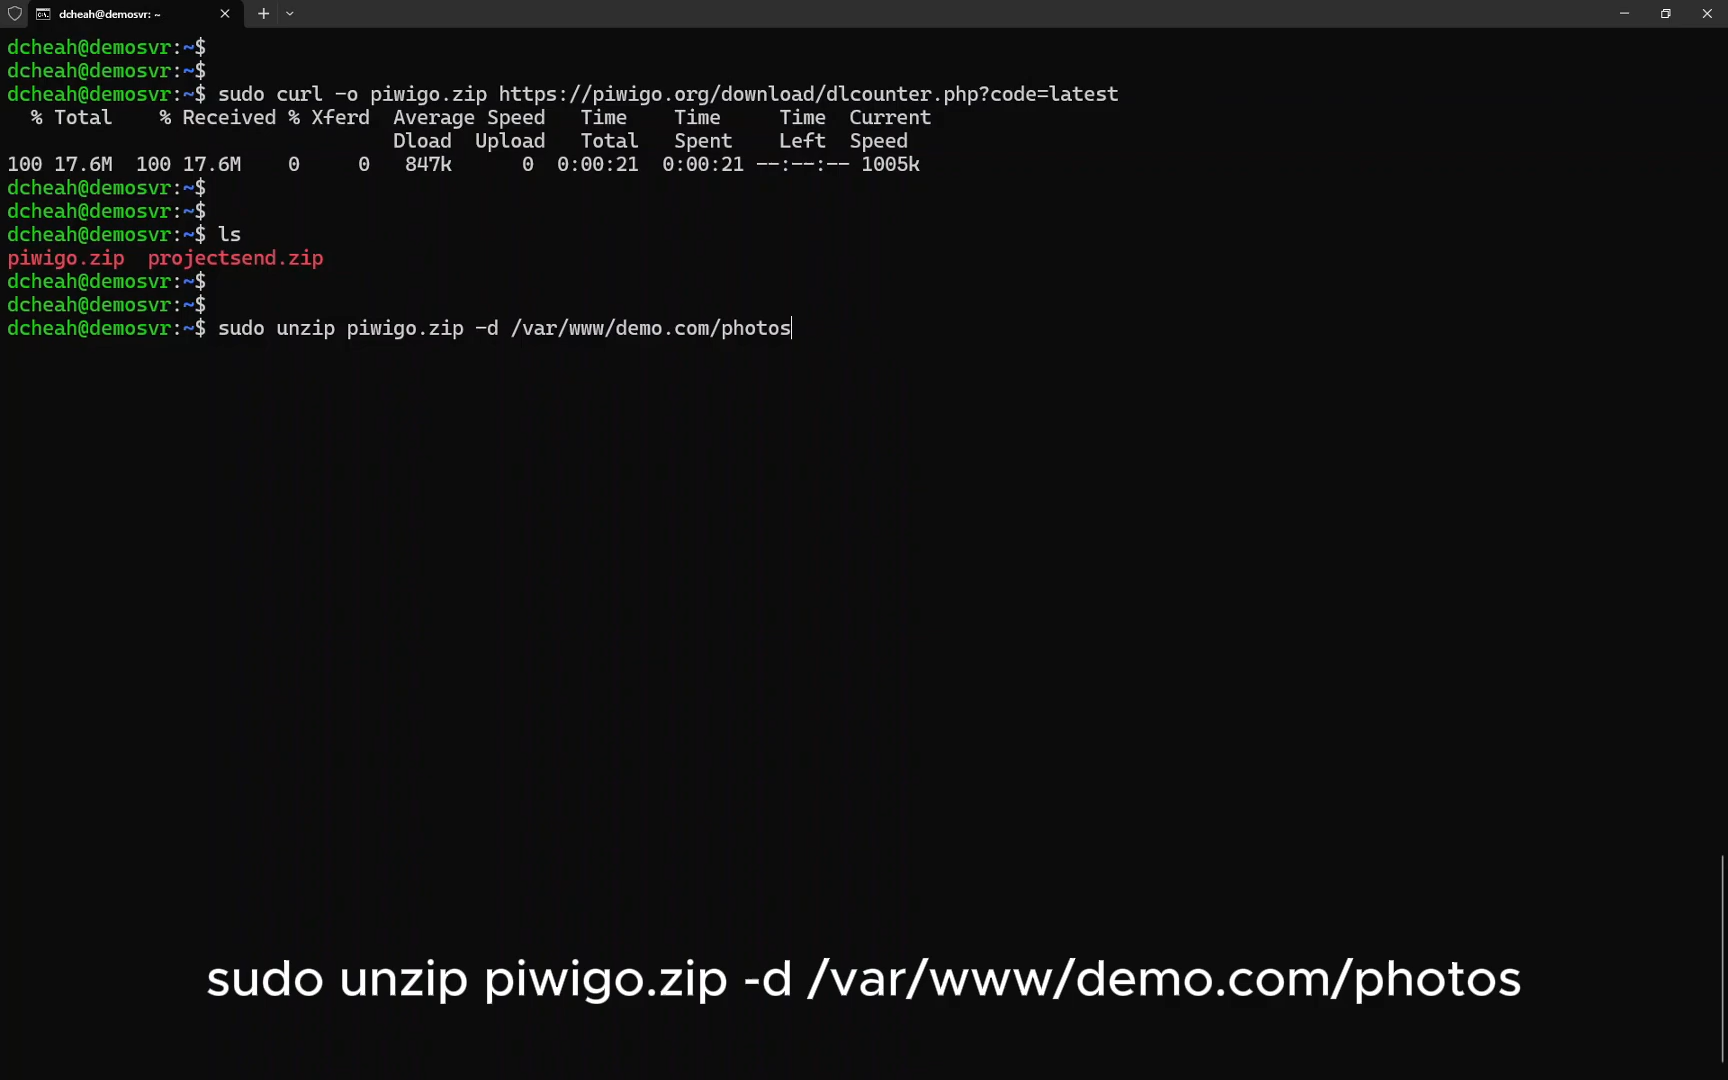 dcheah@demosvr: ~
dcheah@demosvr:~$
dcheah@demosvr:~$
dcheah@demosvr:~$ sudo curl -o piwigo.zip https://piwigo.org/download/dlcounter.php?code=latest
% Total    % Received % Xferd  Average Speed   Time    Time     Time  Current
Dload  Upload   Total   Spent    Left  Speed
100 17.6M  100 17.6M    0     0   847k      0  0:00:21  0:00:21 --:--:-- 1005k
dcheah@demosvr:~$
dcheah@demosvr:~$
dcheah@demosvr:~$ ls
piwigo.zip  projectsend.zip
dcheah@demosvr:~$
dcheah@demosvr:~$
dcheah@demosvr:~$ sudo unzip piwigo.zip -d /var/www/demo.com/photos
sudo unzip piwigo.zip -d /var/www/demo.com/photos